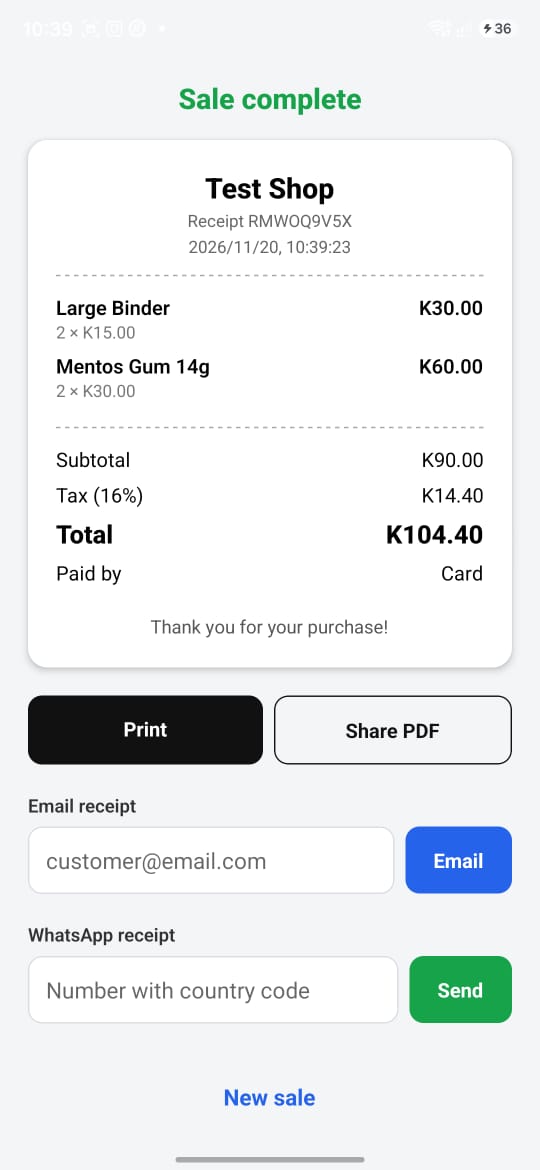 10:39
36
Sale complete
Test Shop
Receipt RMWOQ9V5X
2026/11/20, 10:39:23
Large Binder K30.00
2 × K15.00
Mentos Gum 14g K60.00
2 × K30.00
Subtotal K90.00
Tax (16%) K14.40
Total K104.40
Paid by Card
Thank you for your purchase!
Print Share PDF
Email receipt
customer@email.com Email
WhatsApp receipt
Number with country code Send
New sale